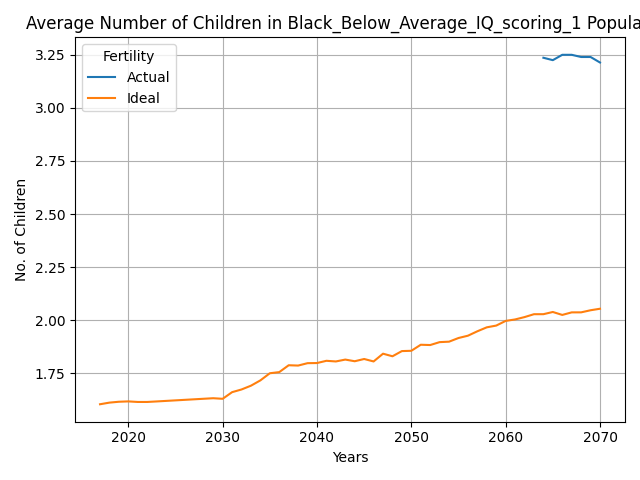 Average Number of Children in Black_Below_Average_IQ_scoring_1 Popula
Fertility
Actual
Ideal
3.25
3.00
2.75
2.50
2.25
2.00
1.75
No. of Children
2020 2030 2040 2050 2060 2070
Years